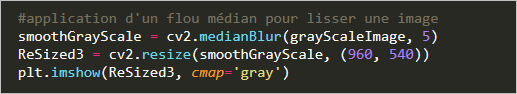 #application d'un flou médian pour lisser une image
smoothGrayScale = cv2.medianBlur(grayScaleImage, 5)
ReSized3 = cv2.resize(smoothGrayScale, (960, 540))
plt.imshow(ReSized3, cmap='gray')